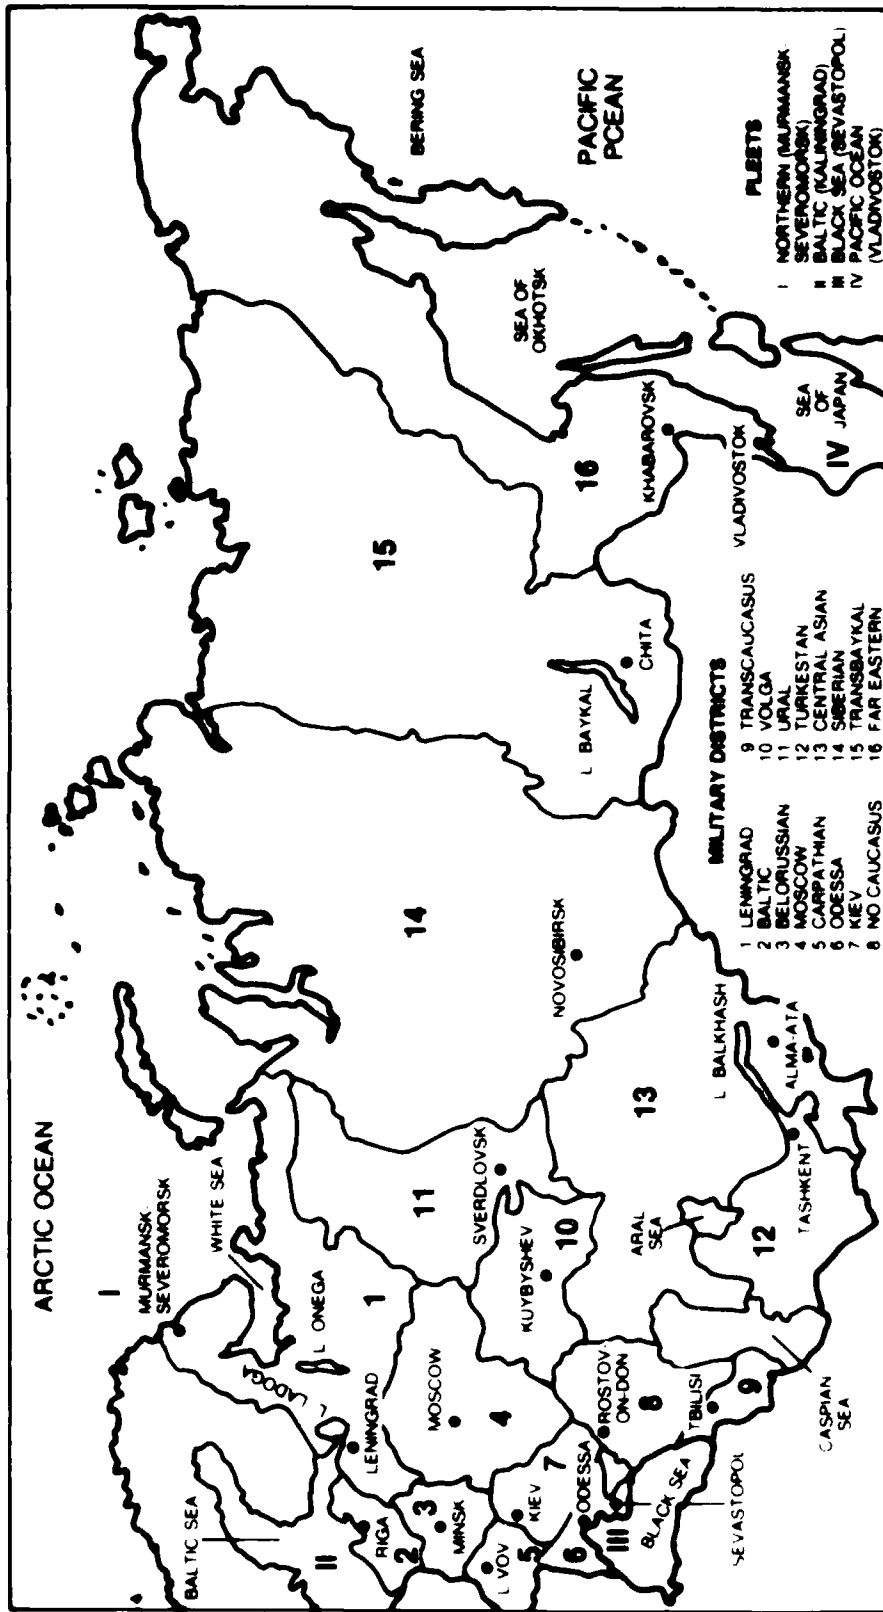 ARCTIC OCEAN
I
MURMANSK-
SEVEROMORSK
WHITE SEA
BALTIC SEA
II
L LADOGA
L ONEGA
1
LENINGRAD
RIGA
2
3
MINSK
MOSCOW
4
11
SVERDLOVSK
14
NOVOSIBIRSK
15
L BAYKAL
CHITA
16
KHABAROVSK
VLADIVOSTOK
SEA OF
OKHOTSK
BERING SEA
PACIFIC
PCEAN
SEA
OF
JAPAN
IV
L VOV
5
KIEV
7
6
ODESSA
III
BLACK SEA
SEVASTOPOL
KUYBYSHEV
10
ROSTOV-
ON-DON
8
TBILISI
9
CASPIAN
SEA
ARAL
SEA
12
13
TASHKENT
L BALKHASH
ALMA-ATA
MILITARY DISTRICTS
1 LENINGRAD
2 BALTIC
3 BELORUSSIAN
4 MOSCOW
5 CARPATHIAN
6 ODESSA
7 KIEV
8 NO CAUCASUS
9 TRANSCAUCASUS
10 VOLGA
11 URAL
12 TURKESTAN
13 CENTRAL ASIAN
14 SIBERIAN
15 TRANSBAYKAL
16 FAR EASTERN
FLEETS
I NORTHERN (MURMANSK-
SEVEROMORSK)
II BALTIC (KALININGRAD)
III BLACK SEA (SEVASTOPOL)
IV PACIFIC OCEAN
(VLADIVOSTOK)